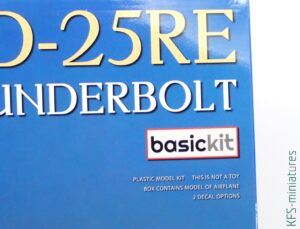 D-25RE
UNDERBOLT
basickit
PLASTIC MODEL KIT THIS IS NOT A TOY
BOX CONTAINS MODEL OF AIRPLANE
2 DECAL OPTIONS
KFS-miniatures